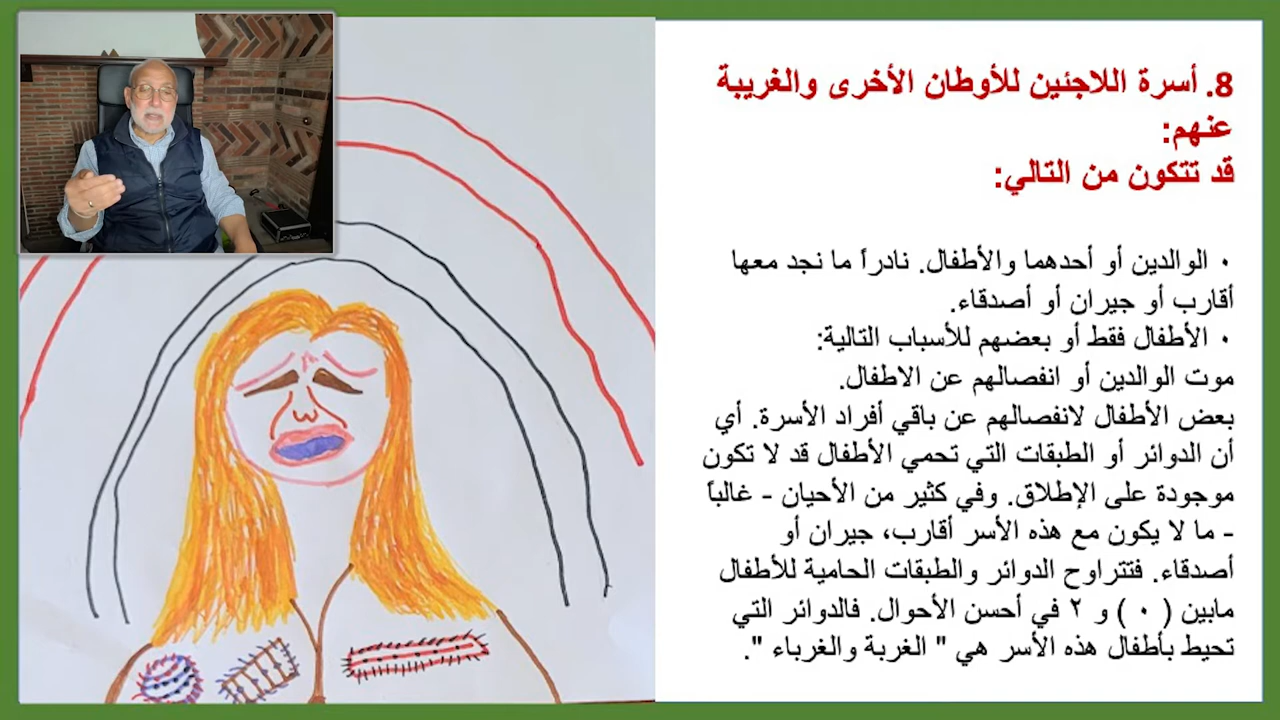 8. أسرة اللاجئين للأوطان الأخرى والغريبة
عنهم:
قد تتكون من التالي:
٠ الوالدين أو أحدهما والأطفال. نادراً ما نجد معها
أقارب أو جيران أو أصدقاء.
٠ الأطفال فقط أو بعضهم للأسباب التالية:
موت الوالدين أو انفصالهم عن الاطفال.
بعض الأطفال لانفصالهم عن باقي أفراد الأسرة. أي
أن الدوائر أو الطبقات التي تحمي الأطفال قد لا تكون
موجودة على الإطلاق. وفي كثير من الأحيان - غالباً
- ما لا يكون مع هذه الأسر أقارب، جيران أو
أصدقاء. فتتراوح الدوائر والطبقات الحامية للأطفال
مابين ( ٠ ) و ٢ في أحسن الأحوال. فالدوائر التي
تحيط بأطفال هذه الأسر هي " الغربة والغرباء ".